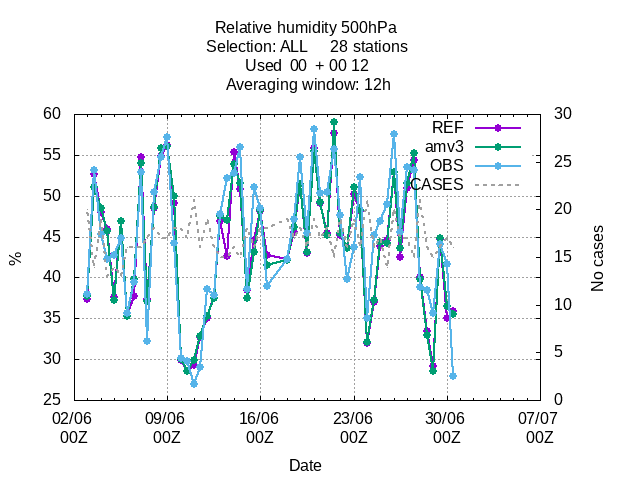 Relative humidity 500hPa
Selection: ALL 28 stations
Used 00 + 00 12
Averaging window: 12h
60 30
REF
amv3
55 25
OBS
CASES
50 20
45 15
40
35 10
30 5
25 0
%
No cases
02/06 09/06 16/06 23/06 30/06 07/07
00Z 00Z 00Z 00Z 00Z 00Z
Date